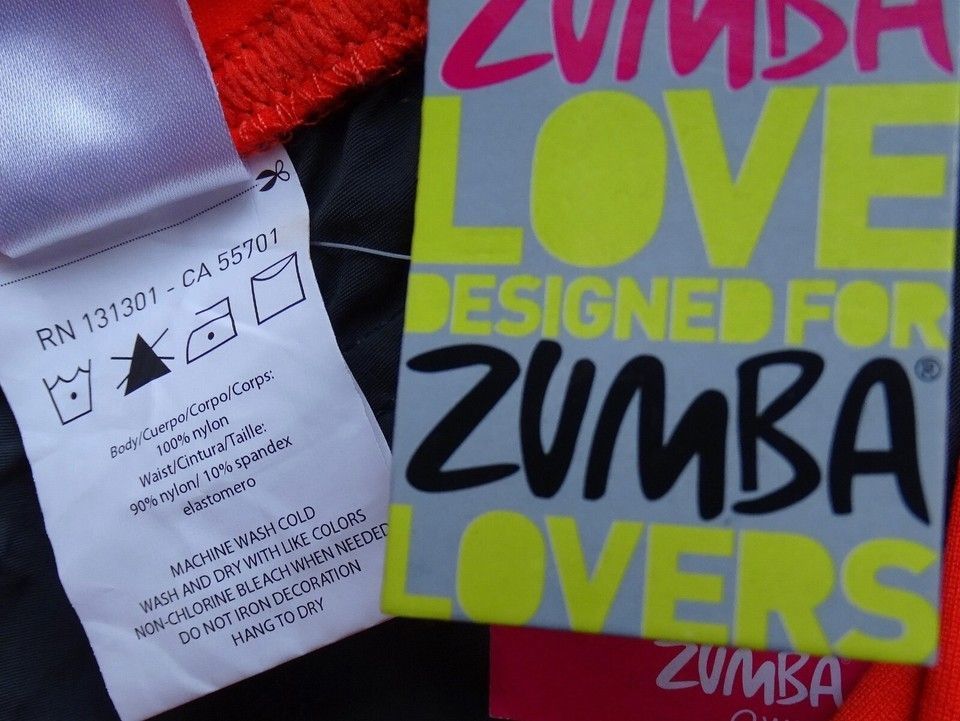 RN 131301 - CA 55701
Body/Cuerpo/Corpo/Corps:
100% nylon
Waist/Cintura/Taille:
90% nylon/ 10% spandex
elastomero
MACHINE WASH COLD
WASH AND DRY WITH LIKE COLORS
NON-CHLORINE BLEACH WHEN NEEDED
DO NOT IRON DECORATION
HANG TO DRY
ZUMBA
LOVE
DESIGNED FOR
ZUMBA®
LOVERS
ZUMBA